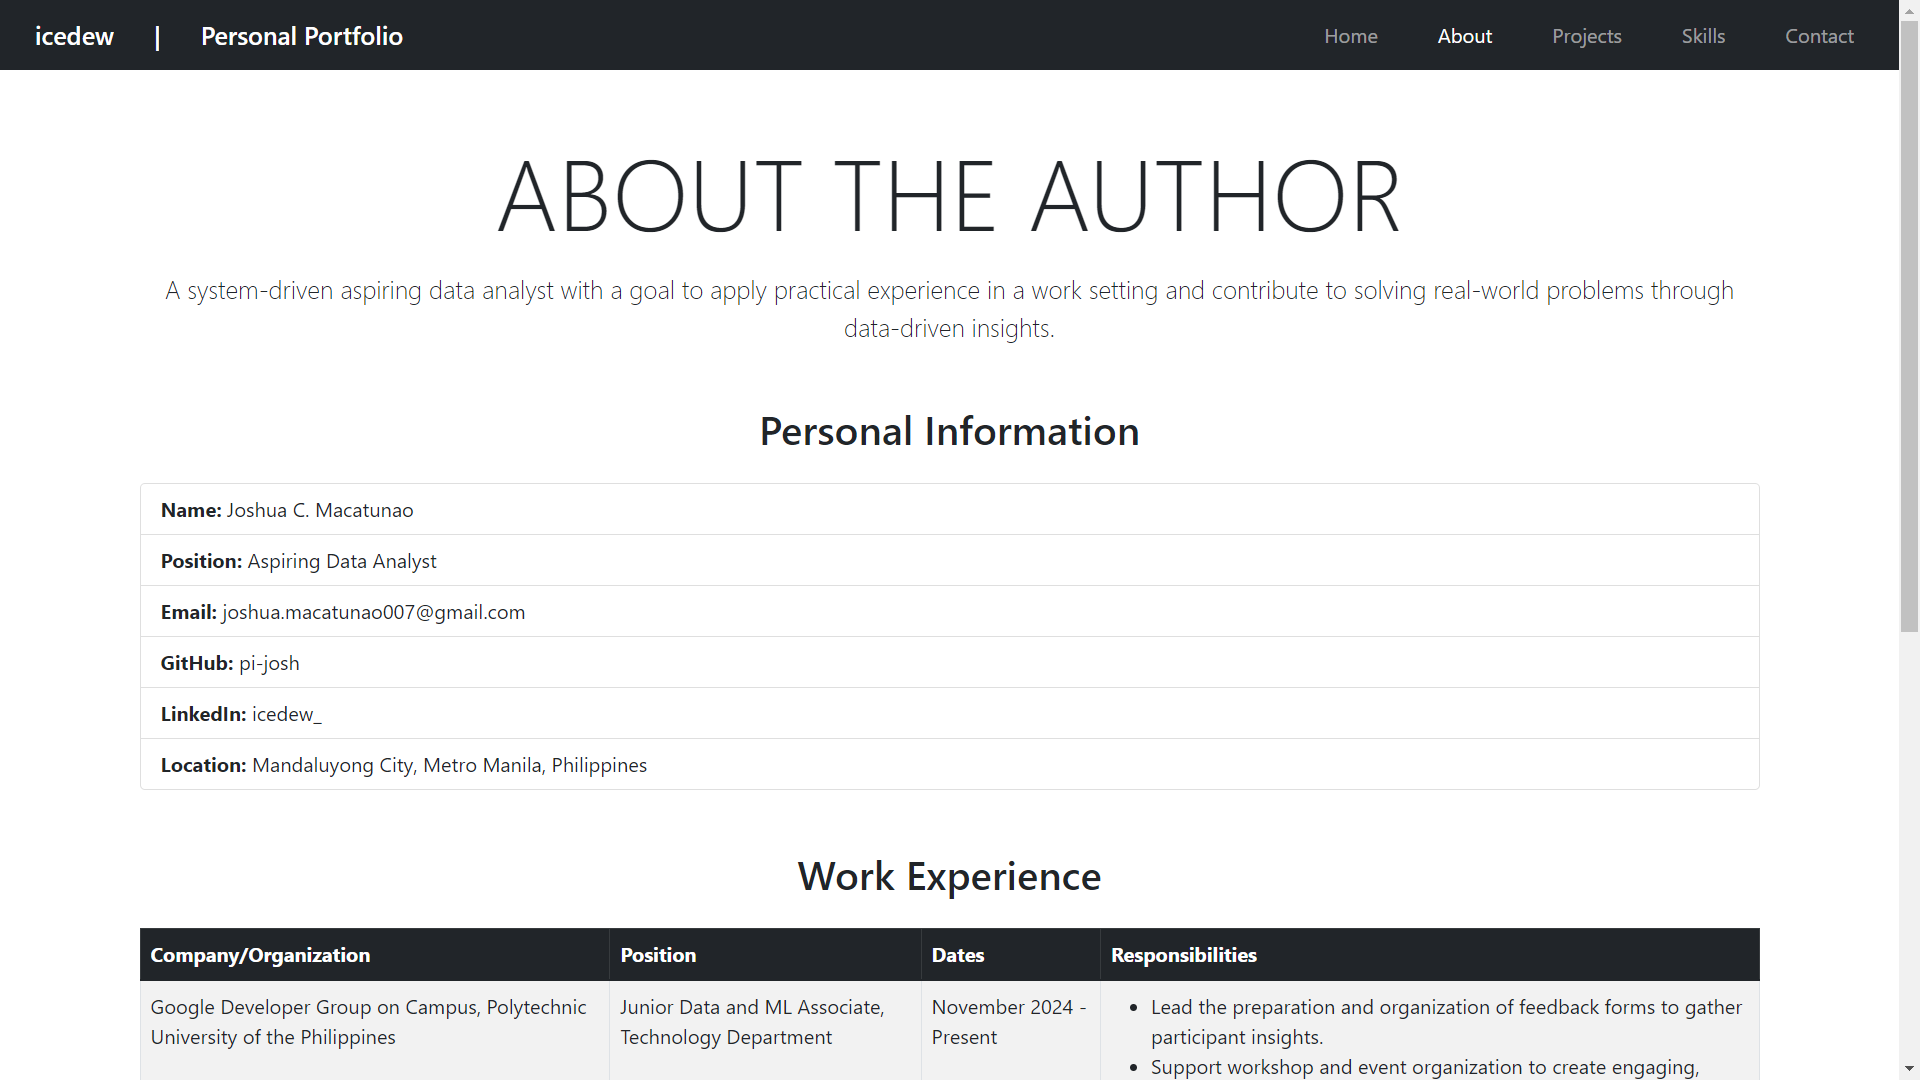 icedew | Personal Portfolio Home About Projects Skills Contact
ABOUT THE AUTHOR
A system-driven aspiring data analyst with a goal to apply practical experience in a work setting and contribute to solving real-world problems through
data-driven insights.
Personal Information
Name: Joshua C. Macatunao
Position: Aspiring Data Analyst
Email: joshua.macatunao007@gmail.com
GitHub: pi-josh
LinkedIn: icedew_
Location: Mandaluyong City, Metro Manila, Philippines
Work Experience
Company/Organization Position Dates Responsibilities
Google Developer Group on Campus, Polytechnic
University of the Philippines
Junior Data and ML Associate,
Technology Department
November 2024 -
Present
• Lead the preparation and organization of feedback forms to gather
participant insights.
• Support workshop and event organization to create engaging,